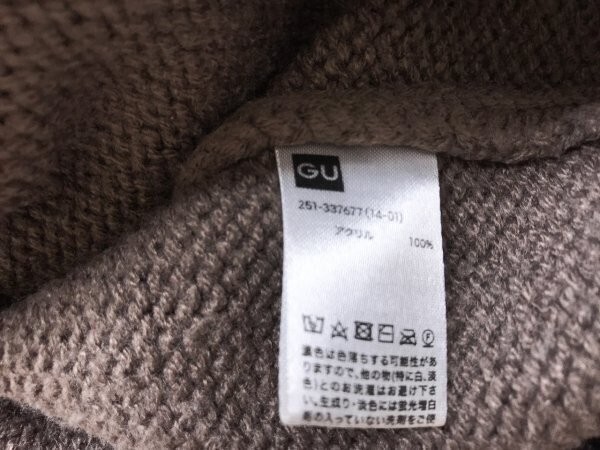 GU
251-337677(14-01)
アクリル 100%
濃色は色落ちする可能性が
ありますので、他の物(特に白、淡
色)とのお洗濯はお避け下さ
い。生成り・淡色には蛍光増白
剤の入っていない洗剤をご使